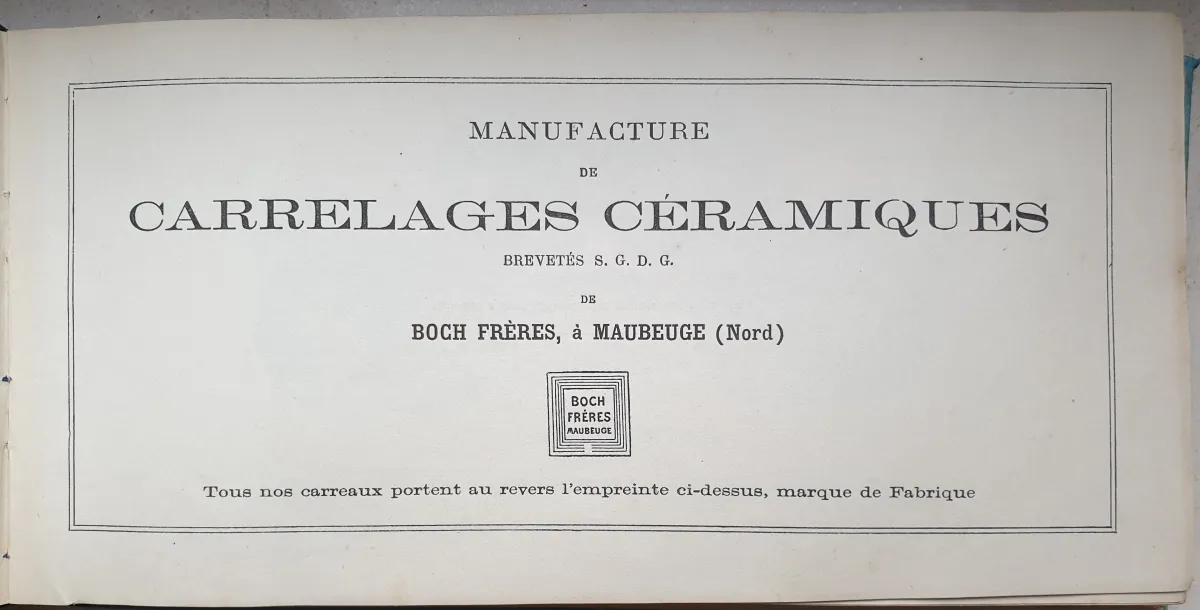 MANUFACTURE
DE
CARRELAGES CÉRAMIQUES
BREVETÉS S. G. D. G.
DE
BOCH FRÈRES, à MAUBEUGE (Nord)
BOCH
FRÈRES
MAUBEUGE
Tous nos carreaux portent au revers l'empreinte ci-dessus, marque de Fabrique